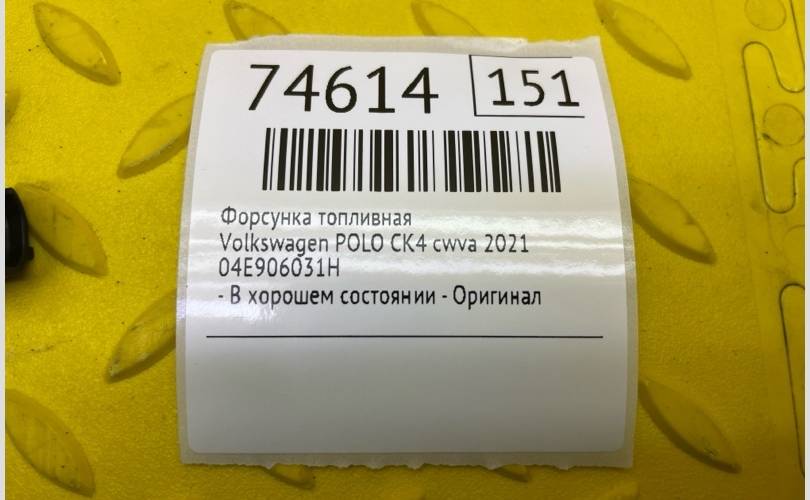 74614 151
Форсунка топливная
Volkswagen POLO CK4 cwva 2021
04E906031H
- В хорошем состоянии - Оригинал